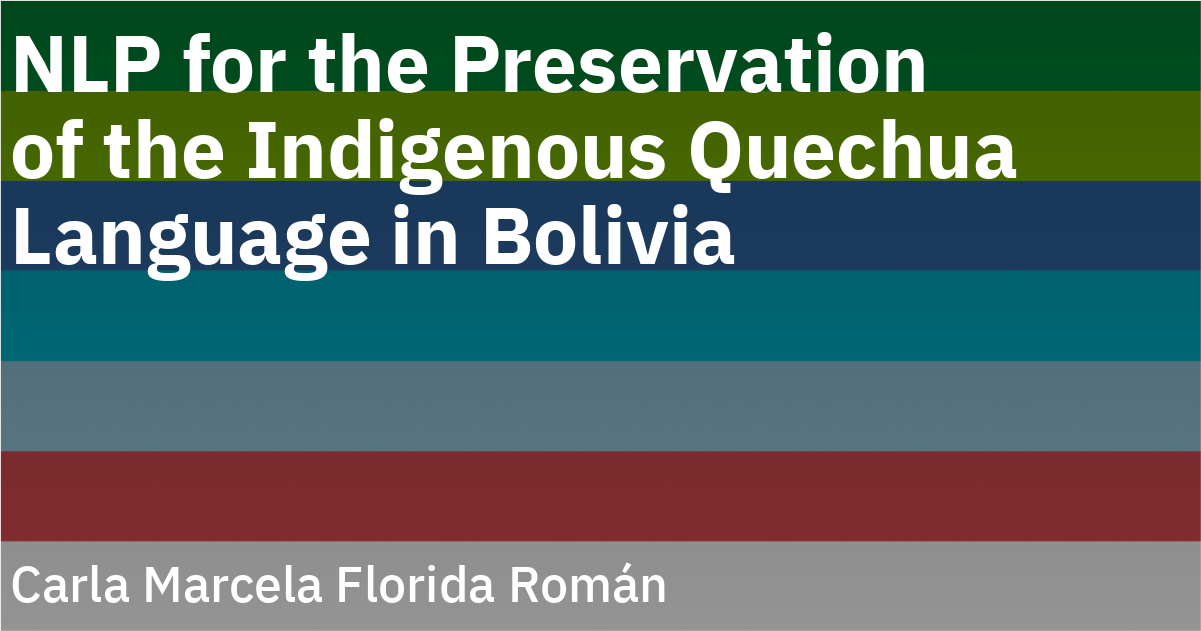 NLP for the Preservation
of the Indigenous Quechua
Language in Bolivia
Carla Marcela Florida Román